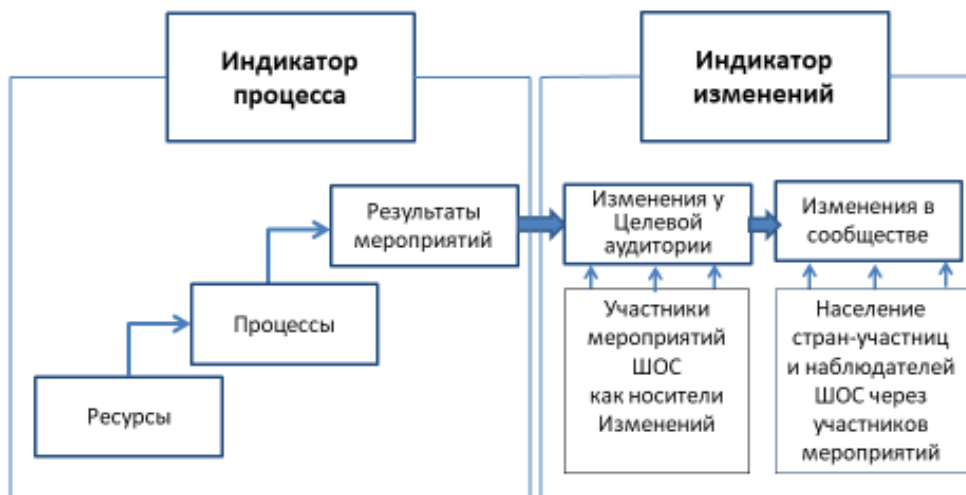 Индикатор
процесса
Индикатор
изменений
Результаты
мероприятий
Процессы
Ресурсы
Изменения у
Целевой
аудитории
Изменения в
сообществе
Участники
мероприятий
ШОС
как носители
Изменений
Население
стран-участниц
и наблюдателей
ШОС через
участников
мероприятий